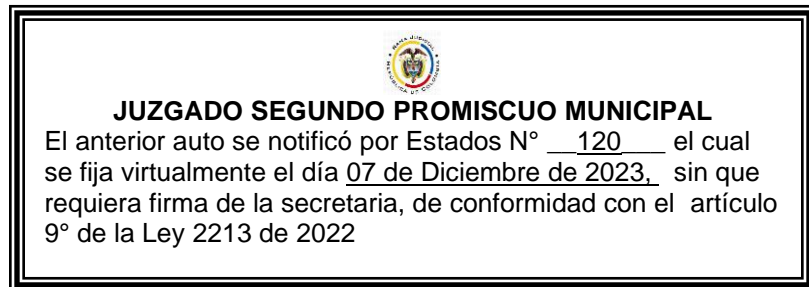 JUZGADO SEGUNDO PROMISCUO MUNICIPAL
El anterior auto se notificó por Estados N° __120___ el cual
se fija virtualmente el día 07 de Diciembre de 2023, sin que
requiera firma de la secretaria, de conformidad con el artículo
9° de la Ley 2213 de 2022